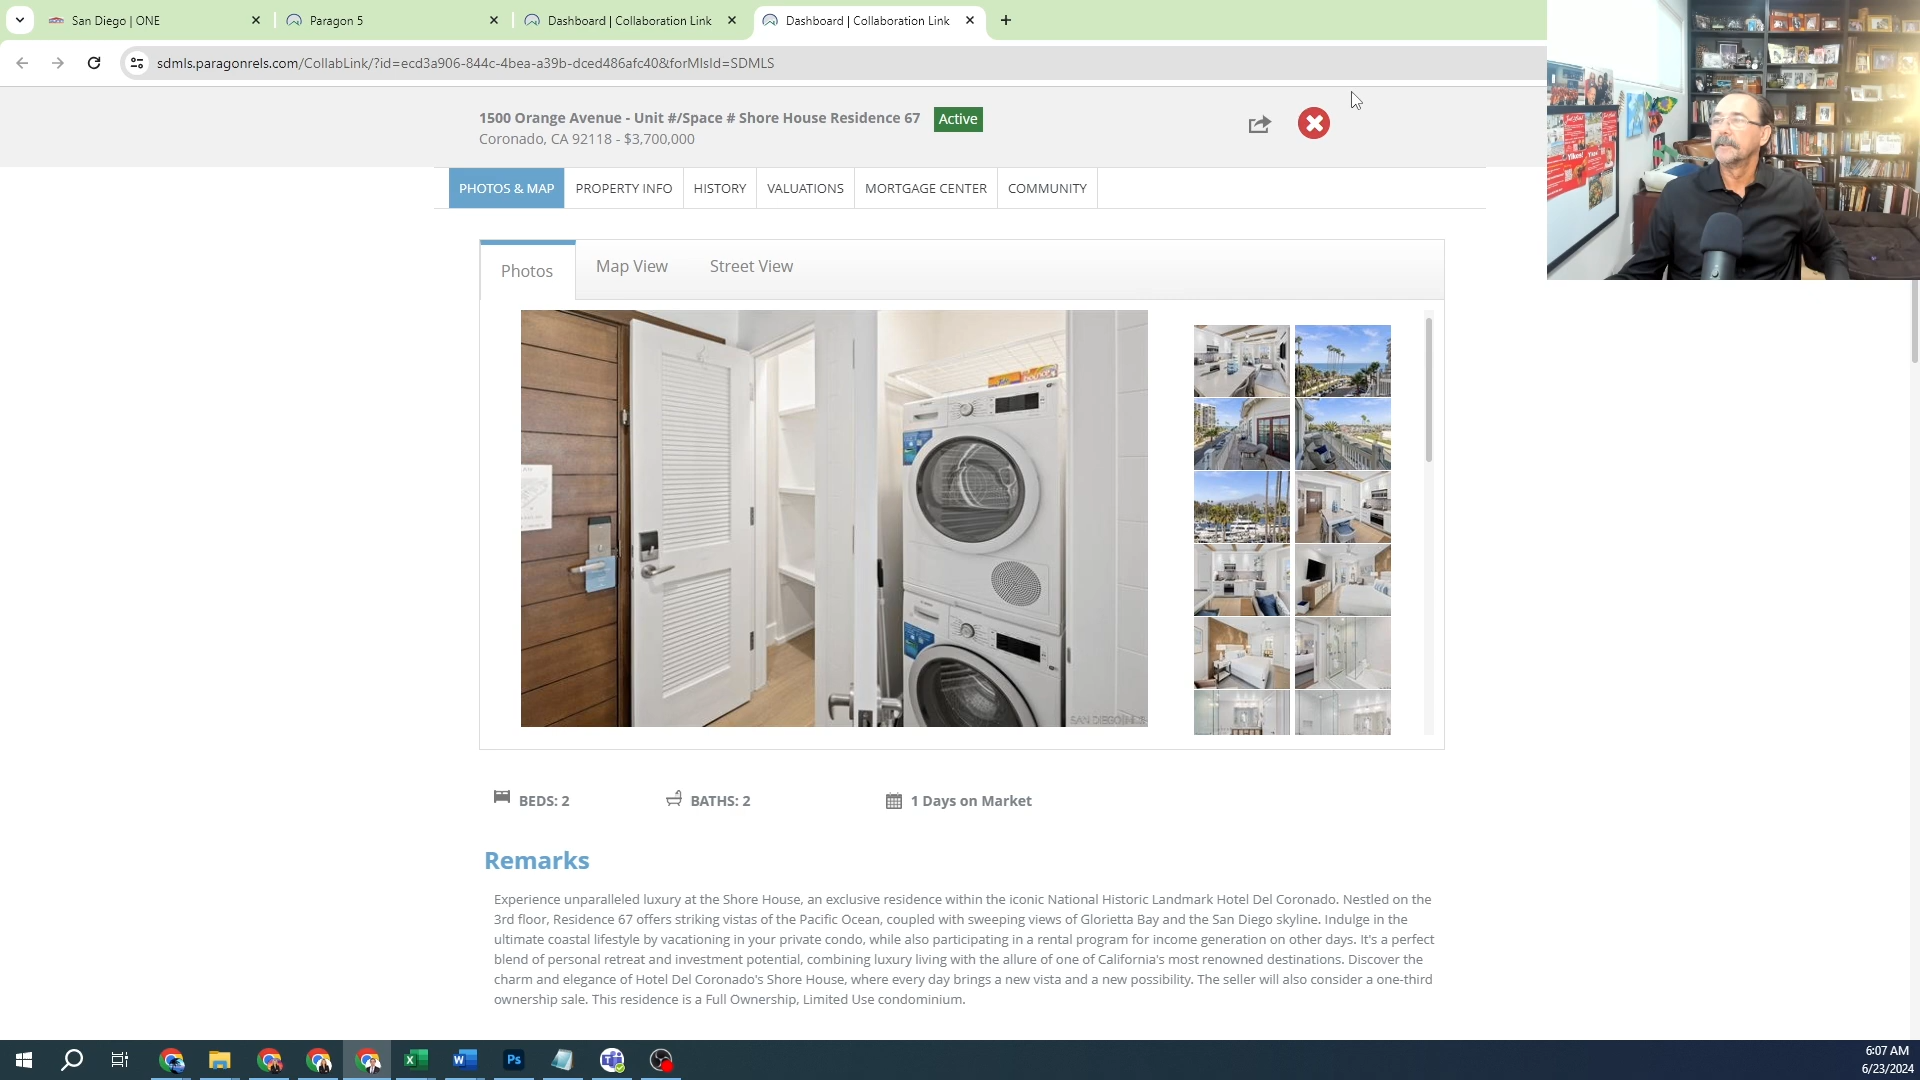 San Diego | ONE
Paragon 5
Dashboard | Collaboration Link
Dashboard | Collaboration Link
sdmls.paragonrels.com/CollabLink/?id=ecd3a906-844c-4bea-a39b-dced486afc40&forMlsId=SDMLS
1500 Orange Avenue - Unit #/Space # Shore House Residence 67
Active
Coronado, CA 92118 - $3,700,000
PHOTOS & MAP
PROPERTY INFO
HISTORY
VALUATIONS
MORTGAGE CENTER
COMMUNITY
Photos
Map View
Street View
BEDS: 2
BATHS: 2
1 Days on Market
Remarks
Experience unparalleled luxury at the Shore House, an exclusive residence within the iconic National Historic Landmark Hotel Del Coronado. Nestled on the
3rd floor, Residence 67 offers striking vistas of the Pacific Ocean, coupled with sweeping views of Glorietta Bay and the San Diego skyline. Indulge in the
ultimate coastal lifestyle by vacationing in your private condo, while also participating in a rental program for income generation on other days. It's a perfect
blend of personal retreat and investment potential, combining luxury living with the allure of one of California's most renowned destinations. Discover the
charm and elegance of Hotel Del Coronado's Shore House, where every day brings a new vista and a new possibility. The seller will also consider a one-third
ownership sale. This residence is a Full Ownership, Limited Use condominium.
Ps
6:07 AM
6/23/2024